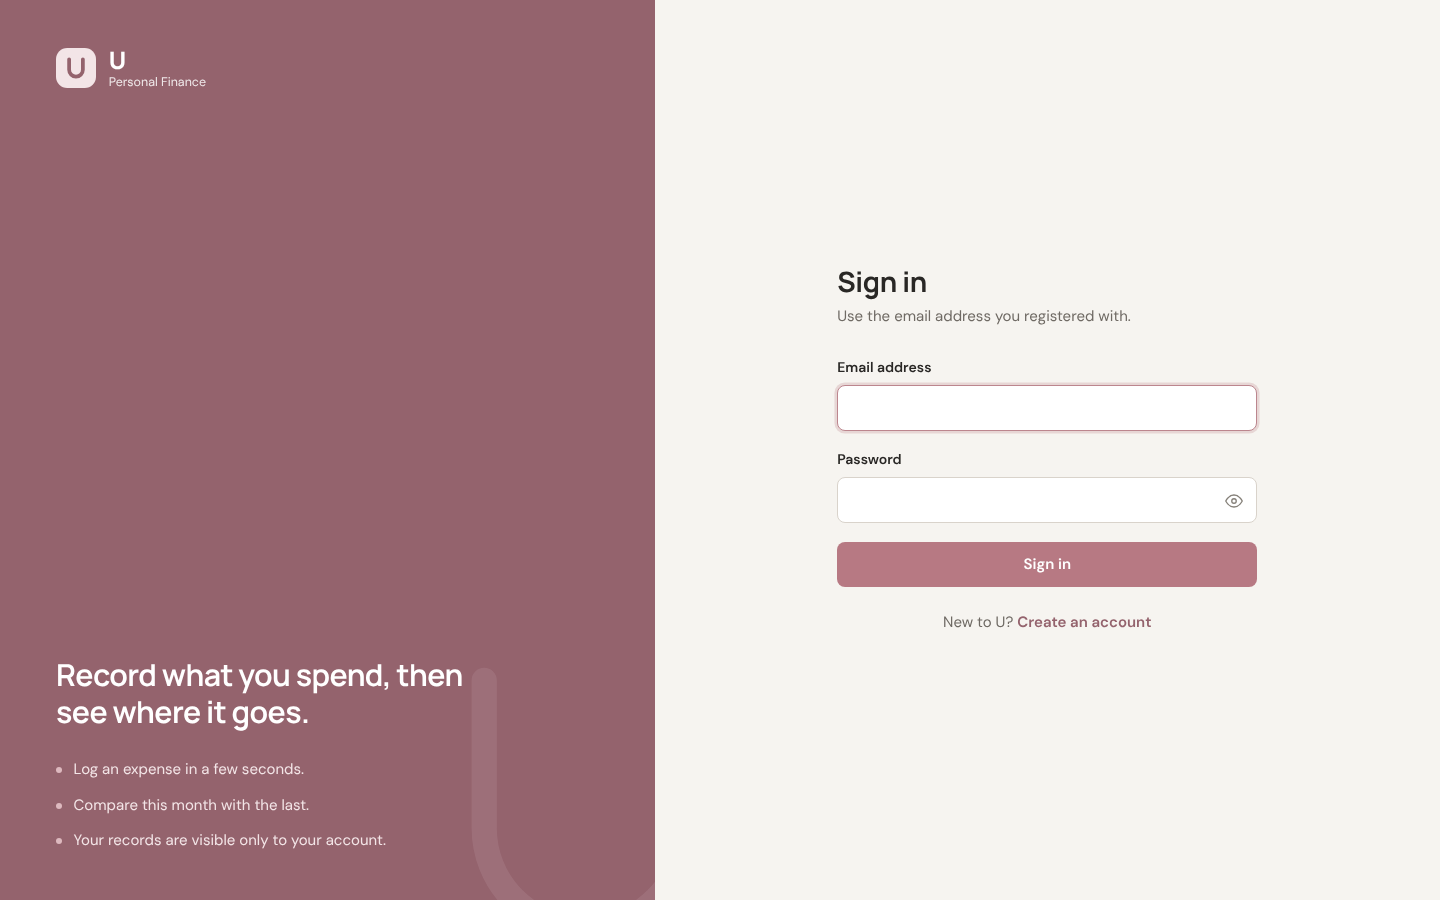 U
U
Personal Finance
Record what you spend, then
see where it goes.
Log an expense in a few seconds.
Compare this month with the last.
Your records are visible only to your account.
Sign in
Use the email address you registered with.
Email address
Password
Sign in
New to U? Create an account